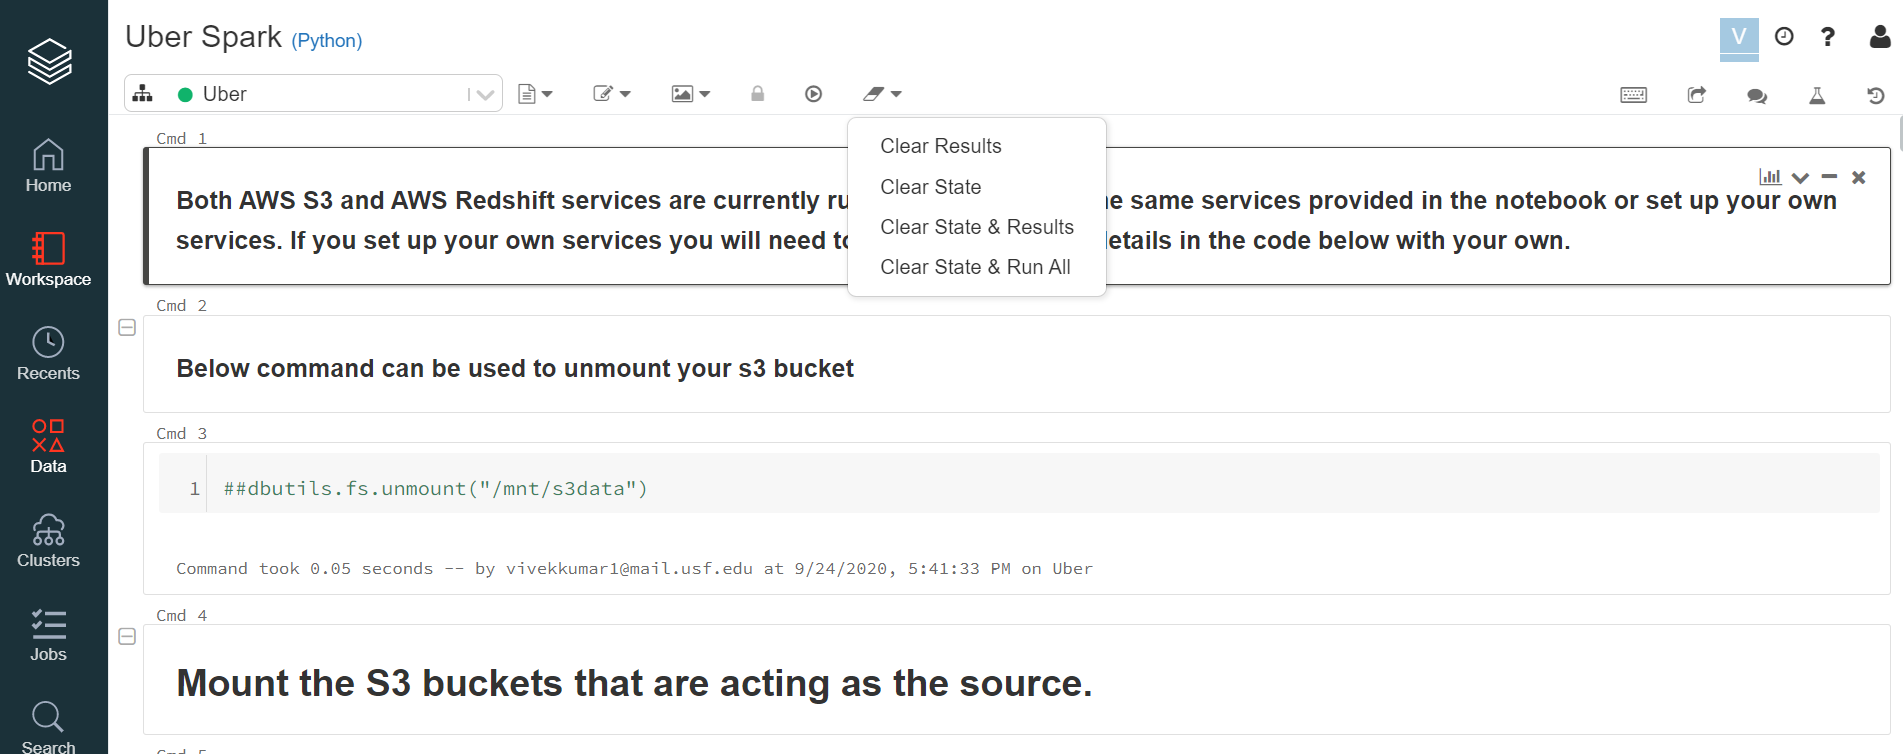 Uber Spark (Python)
V
?
Uber
Home
Workspace
Recents
Data
Clusters
Jobs
Search
Clear Results
Clear State
Clear State & Results
Clear State & Run All
Cmd 1
Both AWS S3 and AWS Redshift services are currently same services provided in the notebook or set up your own
services. If you set up your own services you will need in the code below with your own.
Cmd 2
Below command can be used to unmount your s3 bucket
Cmd 3
1 ##dbutils.fs.unmount("/mnt/s3data")
Command took 0.05 seconds -- by vivekkumar1@mail.usf.edu at 9/24/2020, 5:41:33 PM on Uber
Cmd 4
Mount the S3 buckets that are acting as the source.
Cmd 5